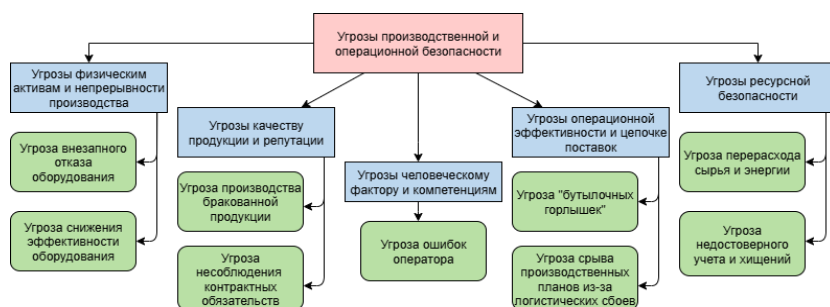 Угрозы производственной и
операционной безопасности
Угрозы физическим
активам и непрерывности
производства
Угроза внезапного
отказа
оборудования
Угроза снижения
эффективности
оборудования
Угрозы качеству
продукции и репутации
Угроза производства
бракованной
продукции
Угроза
несоблюдения
контрактных
обязательств
Угрозы человеческому
фактору и компетенциям
Угроза ошибок
оператора
Угрозы операционной
эффективности и цепочке
поставок
Угроза "бутылочных
горлышек"
Угроза срыва
производственных
планов из-за
логистических сбоев
Угрозы ресурсной
безопасности
Угроза перерасхода
сырья и энергии
Угроза
недостоверного
учета и хищений